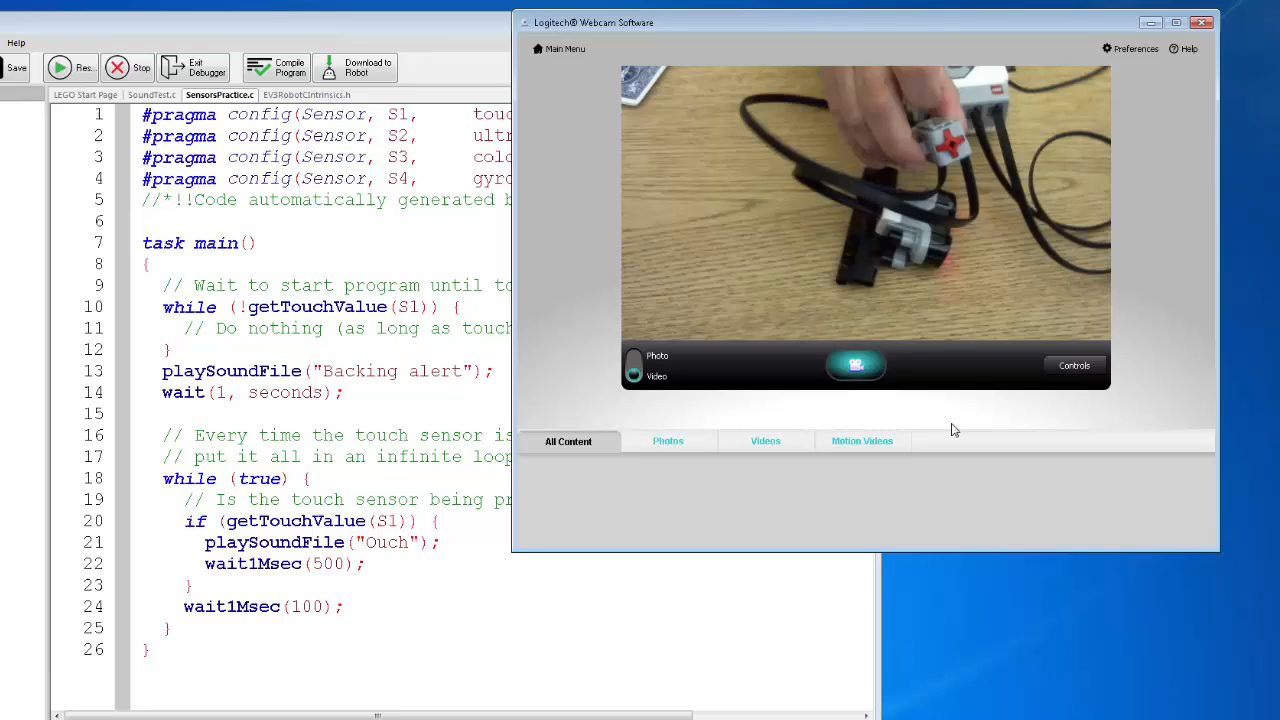 Help
Save
Res...
Stop
Exit
Debugger
Compile
Program
Download to
Robot
LEGO Start Page
SoundTest.c
SensorsPractice.c
EV3RobotCIntrinsics.h
1 #pragma config(Sensor, S1, touc
2 #pragma config(Sensor, S2, ultr
3 #pragma config(Sensor, S3, colo
4 #pragma config(Sensor, S4, gyro
5 //*!!Code automatically generated b
6
7 task main()
8 {
9 // Wait to start program until to
10 while (!getTouchValue(S1)) {
11 // Do nothing (as long as touch
12 }
13 playSoundFile("Backing alert");
14 wait(1, seconds);
15
16 // Every time the touch sensor is
17 // put it all in an infinite loop
18 while (true) {
19 // Is the touch sensor being pr
20 if (getTouchValue(S1)) {
21 playSoundFile("Ouch");
22 wait1Msec(500);
23 }
24 wait1Msec(100);
25 }
26 }
Logitech® Webcam Software
Main Menu
Preferences
Help
Photo
Video
Controls
All Content
Photos
Videos
Motion Videos